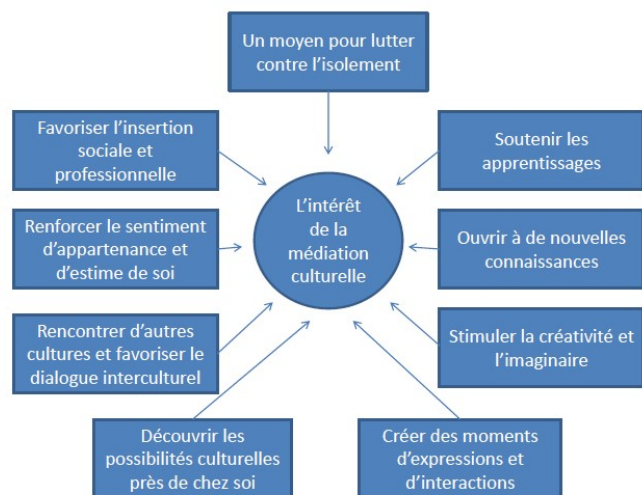 Un moyen pour lutter
contre l'isolement
Favoriser l'insertion
sociale et
professionnelle
Soutenir les
apprentissages
L'intérêt
de la
médiation
culturelle
Renforcer le sentiment
d'appartenance et
d'estime de soi
Ouvrir à de nouvelles
connaissances
Rencontrer d'autres
cultures et favoriser le
dialogue interculturel
Stimuler la créativité et
l'imaginaire
Découvrir les
possibilités culturelles
près de chez soi
Créer des moments
d'expressions et
d'interactions